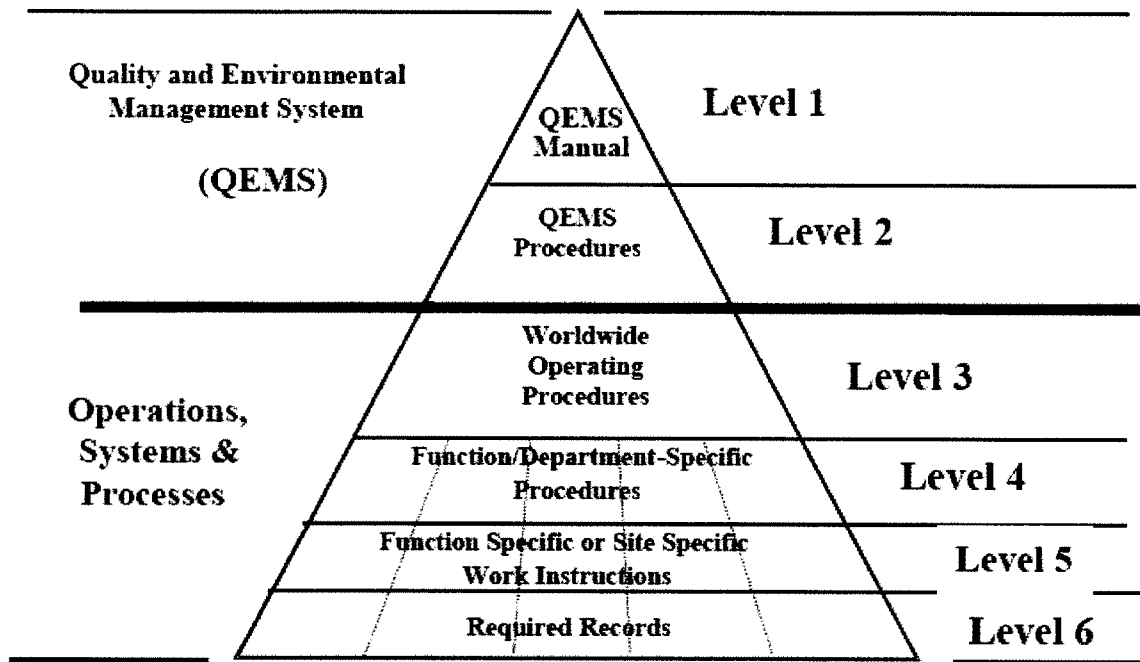 Quality and Environmental
Management System
(QEMS)
QEMS
Manual
Level 1
QEMS
Procedures
Level 2
Operations,
Systems &
Processes
Worldwide
Operating
Procedures
Level 3
Function/Department-Specific
Procedures
Level 4
Function Specific or Site Specific
Work Instructions
Level 5
Required Records
Level 6